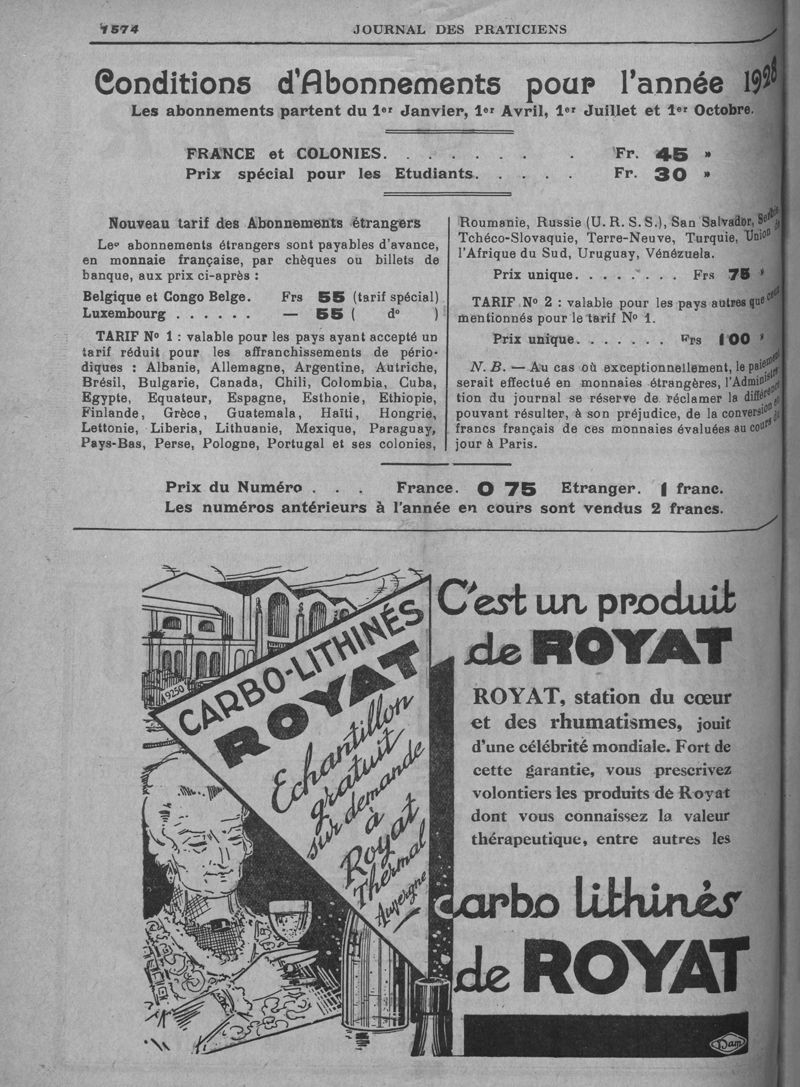 1574
JOURNAL DES PRATICIENS
Conditions d'Abonnements pour l'année 1928
Les abonnements partent du 1er Janvier, 1er Avril, 1er Juillet et 1er Octobre.
FRANCE et COLONIES. . . . . . . . Fr. 45 »
Prix spécial pour les Etudiants. . . . . Fr. 30 »
Nouveau tarif des Abonnements étrangers
Les abonnements étrangers sont payables d'avance,
en monnaie française, par chèques ou billets de
banque, aux prix ci-après :
Belgique et Congo Belge. Frs 55 (tarif spécial)
Luxembourg . . . . . . — 55 ( do )
TARIF No 1 : valable pour les pays ayant accepté un
tarif réduit pour les affranchissements de pério-
diques : Albanie, Allemagne, Argentine, Autriche,
Brésil, Bulgarie, Canada, Chili, Colombia, Cuba,
Egypte, Equateur, Espagne, Esthonie, Ethiopie,
Finlande, Grèce, Guatemala, Haïti, Hongrie,
Lettonie, Liberia, Lithuanie, Mexique, Paraguay,
Pays-Bas, Perse, Pologne, Portugal et ses colonies,
Roumanie, Russie (U. R. S. S.), San Salvador, Serbie
Tchéco-Slovaquie, Terre-Neuve, Turquie, Union de
l'Afrique du Sud, Uruguay, Vénézuela.
Prix unique. . . . . . . . Frs 75 »
TARIF No 2 : valable pour les pays autres que ceux
mentionnés pour le tarif No 1.
Prix unique. . . . . . . Frs 100 »
N. B. — Au cas où exceptionnellement, le paiement
serait effectué en monnaies étrangères, l'Administra-
tion du journal se réserve de réclamer la différence
pouvant résulter, à son préjudice, de la conversion en
francs français de ces monnaies évaluées au cours du
jour à Paris.
Prix du Numéro . . . France. 0 75 Etranger. 1 franc.
Les numéros antérieurs à l'année en cours sont vendus 2 francs.
A9250
CARBO-LITHINÉS
ROYAT
Echantillon
gratuit
sur demande
à
Royat
Thermal
Auvergne
C'est un produit
de ROYAT
ROYAT, station du cœur
et des rhumatismes, jouit
d'une célébrité mondiale. Fort de
cette garantie, vous prescrivez
volontiers les produits de Royat
dont vous connaissez la valeur
thérapeutique, entre autres les
carbo lithinés
de ROYAT
Dam